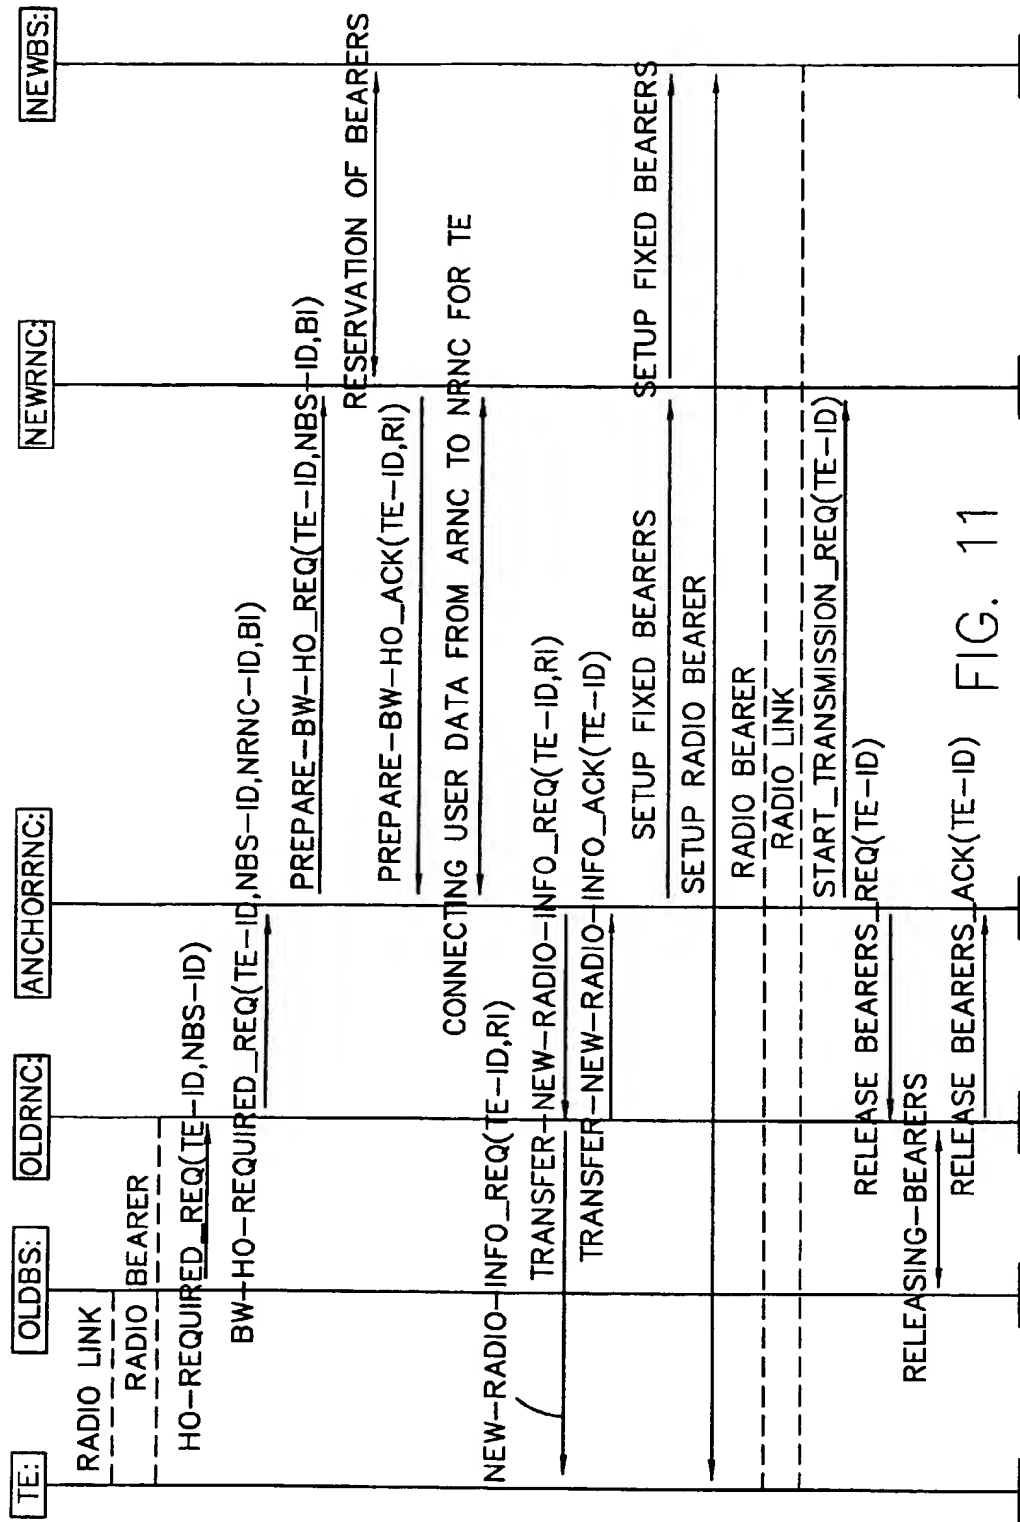 TE:
OLDBS:
OLDRNC:
ANCHORRNC:
NEWRNC:
NEWBS:
RADIO LINK
RADIO BEARER
HO-REQUIRED_REQ(TE-ID,NBS-ID)
BW-HO-REQUIRED_REQ(TE-ID,NBS-ID,NRNC-ID,BI)
PREPARE-BW-HO_REQ(TE-ID,NBS-ID,BI)
RESERVATION OF BEARERS
PREPARE-BW-HO_ACK(TE-ID,RI)
CONNECTING USER DATA FROM ARNC TO NRNC FOR TE
NEW-RADIO-INFO_REQ(TE-ID,RI)
TRANSFER-NEW-RADIO-INFO_REQ(TE-ID,RI)
TRANSFER-NEW-RADIO-INFO_ACK(TE-ID)
SETUP FIXED BEARERS
SETUP FIXED BEARERS
SETUP RADIO BEARER
RADIO BEARER
RADIO LINK
START_TRANSMISSION_REQ(TE-ID)
RELEASE BEARERS_REQ(TE-ID)
RELEASING-BEARERS
RELEASE BEARERS_ACK(TE-ID)
FIG. 11